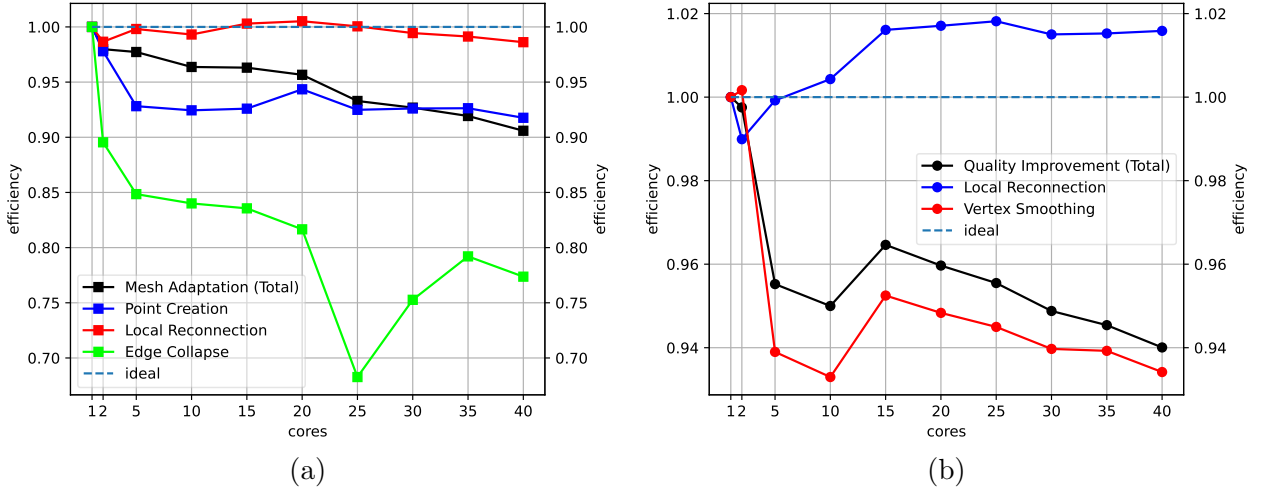 1.00
0.95
0.90
0.85
0.80
0.75
0.70
efficiency
1.00
0.95
0.90
0.85
0.80
0.75
0.70
efficiency
Mesh Adaptation (Total)
Point Creation
Local Reconnection
Edge Collapse
ideal
1 2 5 10 15 20 25 30 35 40
cores
(a)
1.02
1.00
0.98
0.96
0.94
efficiency
1.02
1.00
0.98
0.96
0.94
efficiency
Quality Improvement (Total)
Local Reconnection
Vertex Smoothing
ideal
1 2 5 10 15 20 25 30 35 40
cores
(b)